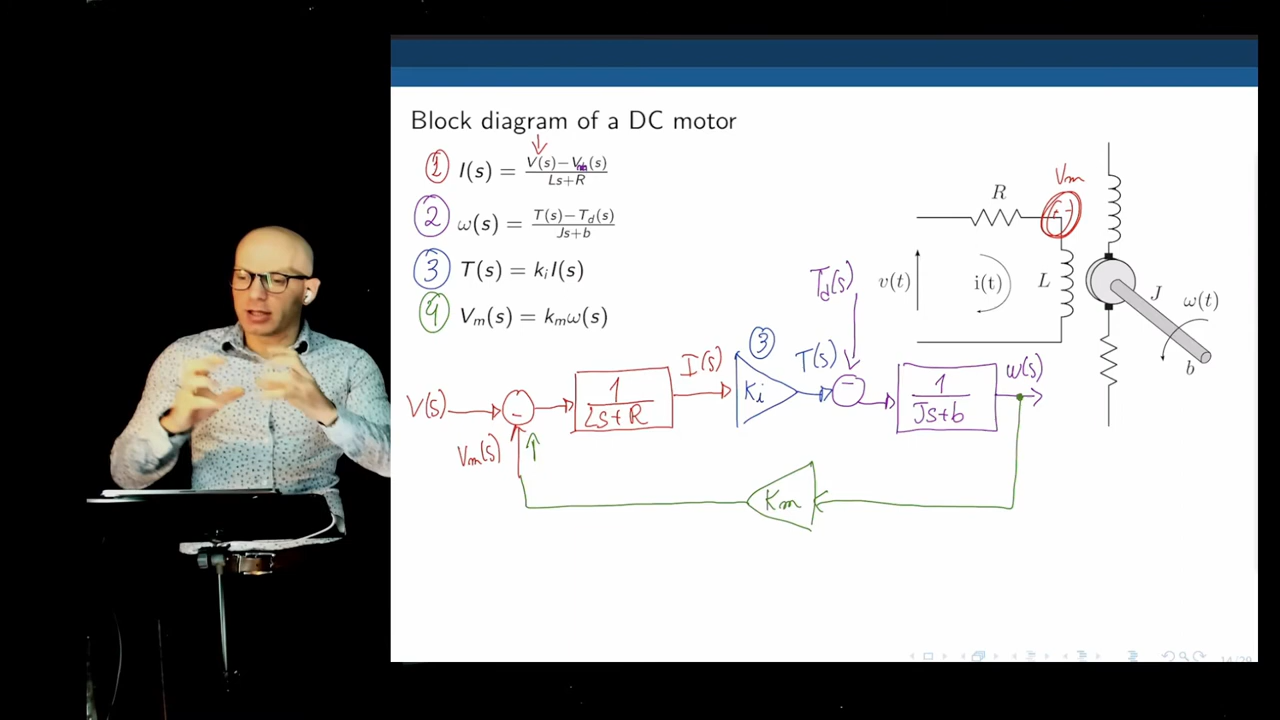 Block diagram of a DC motor
① I(s) = V(s)−Vm(s) / Ls+R
② ω(s) = T(s)−Td(s) / Js+b
③ T(s) = kiI(s)
④ Vm(s) = kmω(s)
Vm
R
+ -
v(t)
i(t)
L
J
ω(t)
b
Td(s)
③
V(s)
-
1 / Ls+R
I(s)
Ki
T(s)
-
1 / Js+b
ω(s)
Vm(s)
Km